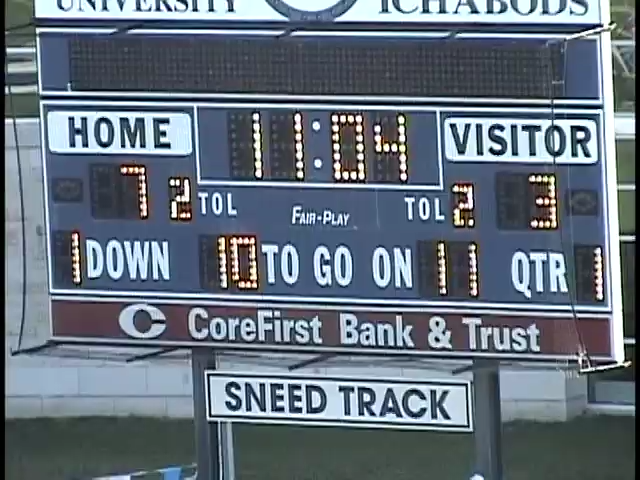 UNIVERSITY ICHABODS
HOME 11:04 VISITOR
7 2 TOL FAIR-PLAY TOL 2 3
1 DOWN 10 TO GO ON 11 QTR 1
C CoreFirst Bank & Trust
SNEED TRACK